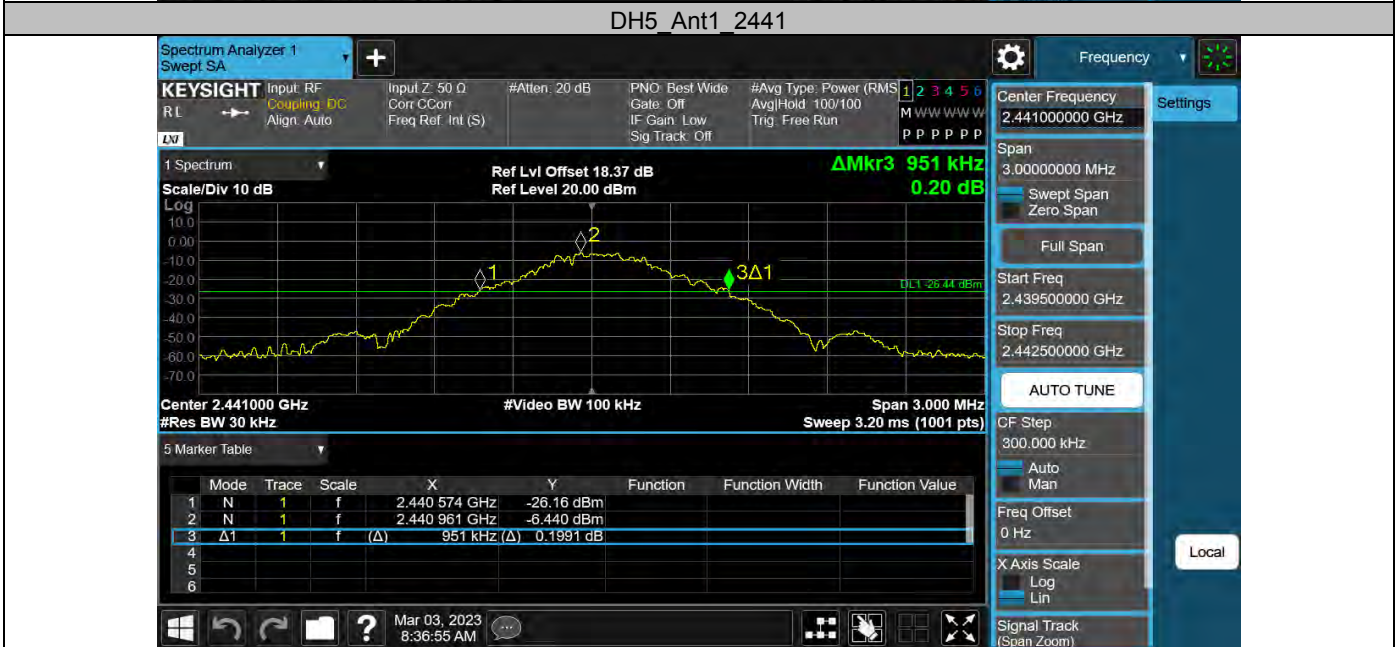 DH5_Ant1_2441
Spectrum Analyzer 1
Swept SA
+
Frequency
KEYSIGHT
RL
LXI
Input: RF
Coupling: DC
Align: Auto
Input Z: 50 Ω
Corr CCorr
Freq Ref: Int (S)
#Atten: 20 dB
PNO: Best Wide
Gate: Off
IF Gain: Low
Sig Track: Off
#Avg Type: Power (RMS
Avg|Hold: 100/100
Trig: Free Run
1 2 3 4 5 6
M W W W W W
P P P P P P
Center Frequency
2.441000000 GHz
Settings
Span
3.00000000 MHz
Swept Span
Zero Span
Full Span
Start Freq
2.439500000 GHz
Stop Freq
2.442500000 GHz
AUTO TUNE
CF Step
300.000 kHz
Auto
Man
Freq Offset
0 Hz
X Axis Scale
Log
Lin
Signal Track
(Span Zoom)
Local
1 Spectrum
Scale/Div 10 dB
Ref Lvl Offset 18.37 dB
Ref Level 20.00 dBm
ΔMkr3 951 kHz
0.20 dB
Log
10.0
0.00
-10.0
-20.0
-30.0
-40.0
-50.0
-60.0
-70.0
1
2
3Δ1
DL1 -26.44 dBm
Center 2.441000 GHz
#Video BW 100 kHz
Span 3.000 MHz
#Res BW 30 kHz
Sweep 3.20 ms (1001 pts)
5 Marker Table
Mode Trace Scale X Y Function Function Width Function Value
1 N 1 f 2.440 574 GHz -26.16 dBm
2 N 1 f 2.440 961 GHz -6.440 dBm
3 Δ1 1 f (Δ) 951 kHz (Δ) 0.1991 dB
4
5
6
?
Mar 03, 2023
8:36:55 AM